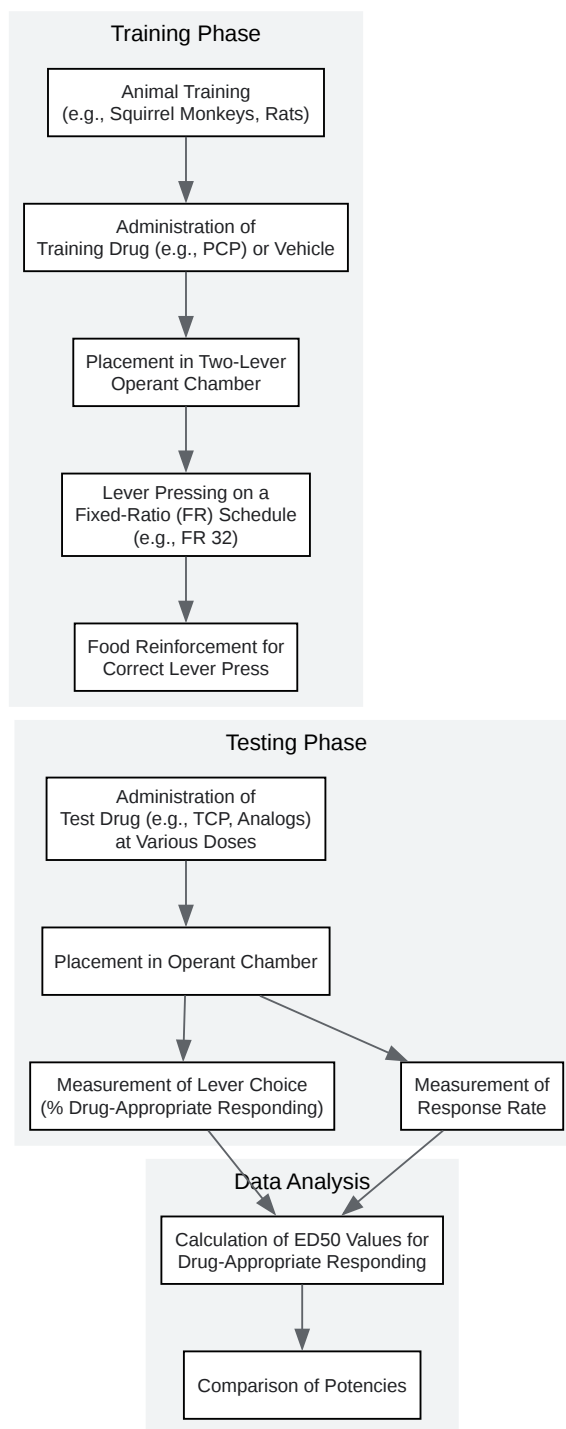 Training Phase
Animal Training
(e.g., Squirrel Monkeys, Rats)
Administration of
Training Drug (e.g., PCP) or Vehicle
Placement in Two-Lever
Operant Chamber
Lever Pressing on a
Fixed-Ratio (FR) Schedule
(e.g., FR 32)
Food Reinforcement for
Correct Lever Press
Testing Phase
Administration of
Test Drug (e.g., TCP, Analogs)
at Various Doses
Placement in Operant Chamber
Measurement of Lever Choice
(% Drug-Appropriate Responding)
Measurement of
Response Rate
Data Analysis
Calculation of ED50 Values for
Drug-Appropriate Responding
Comparison of Potencies